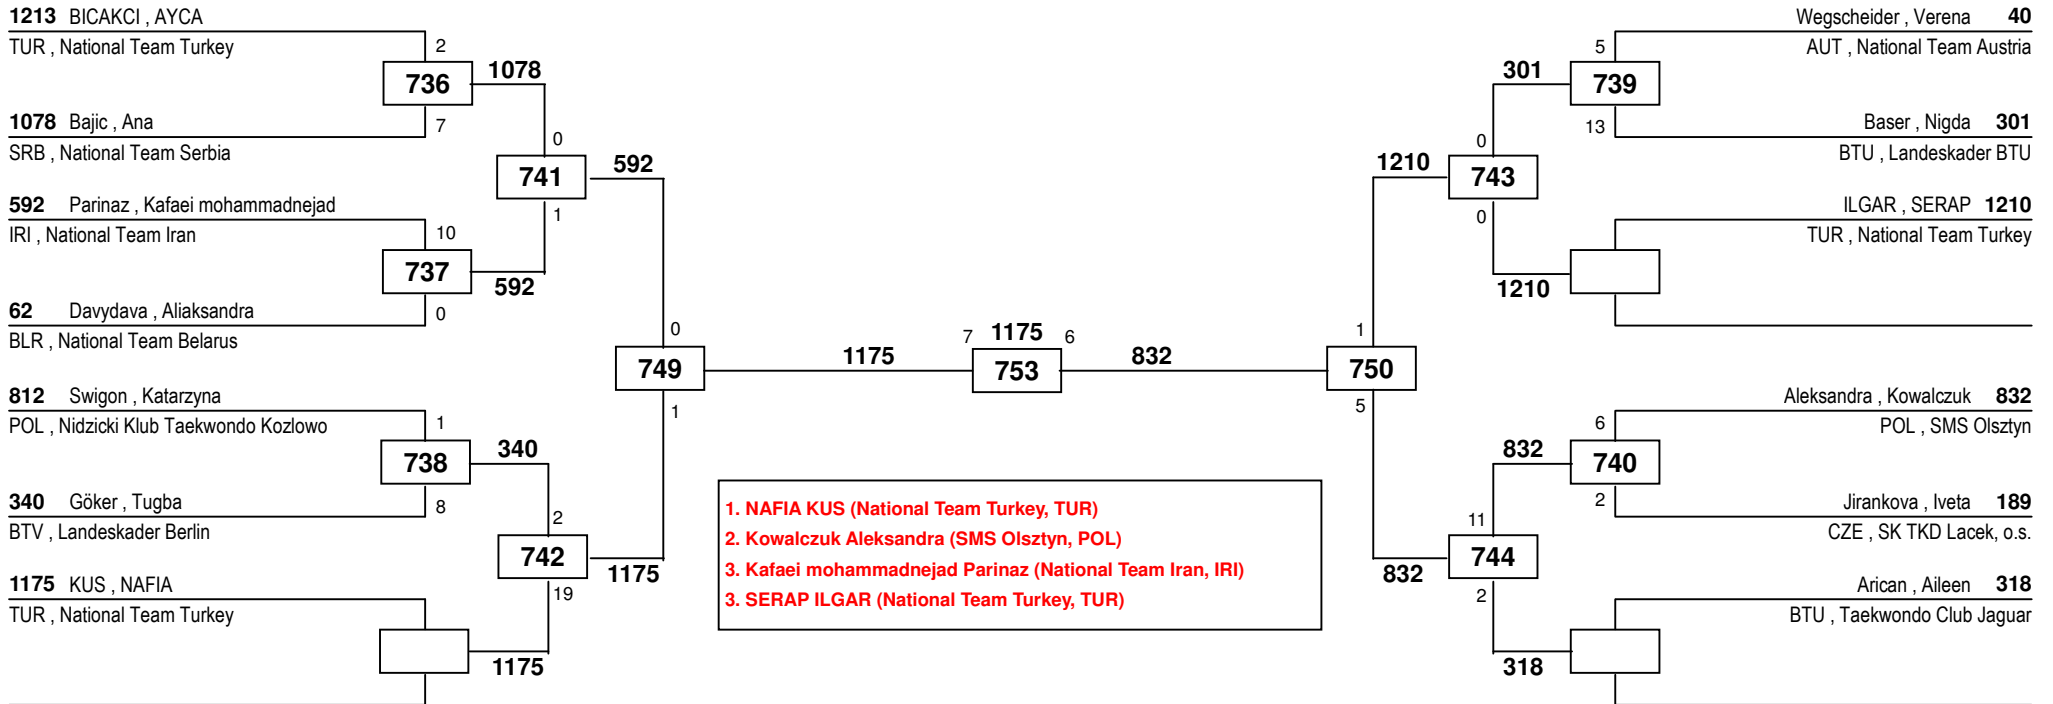 1213 BICAKCI , AYCA
TUR , National Team Turkey
2
736
1078
7
1078 Bajic , Ana
SRB , National Team Serbia
0
741
592
1
592 Parinaz , Kafaei mohammadnejad
IRI , National Team Iran
10
737
592
0
62 Davydava , Aliaksandra
BLR , National Team Belarus
0
749
1175
1
812 Swigon , Katarzyna
POL , Nidzicki Klub Taekwondo Kozlowo
1
738
340
8
340 Göker , Tugba
BTV , Landeskader Berlin
2
742
1175
19
1175 KUS , NAFIA
TUR , National Team Turkey
1175
7 1175 6
753
832
1. NAFIA KUS (National Team Turkey, TUR)
2. Kowalczuk Aleksandra (SMS Olsztyn, POL)
3. Kafaei mohammadnejad Parinaz (National Team Iran, IRI)
3. SERAP ILGAR (National Team Turkey, TUR)
Wegscheider , Verena 40
AUT , National Team Austria
5
301
739
13
Baser , Nigda 301
BTU , Landeskader BTU
0
1210
743
0
ILGAR , SERAP 1210
TUR , National Team Turkey
1210
1
750
5
Aleksandra , Kowalczuk 832
POL , SMS Olsztyn
6
832
740
2
Jirankova , Iveta 189
CZE , SK TKD Lacek, o.s.
11
744
832
2
Arican , Aileen 318
BTU , Taekwondo Club Jaguar
318